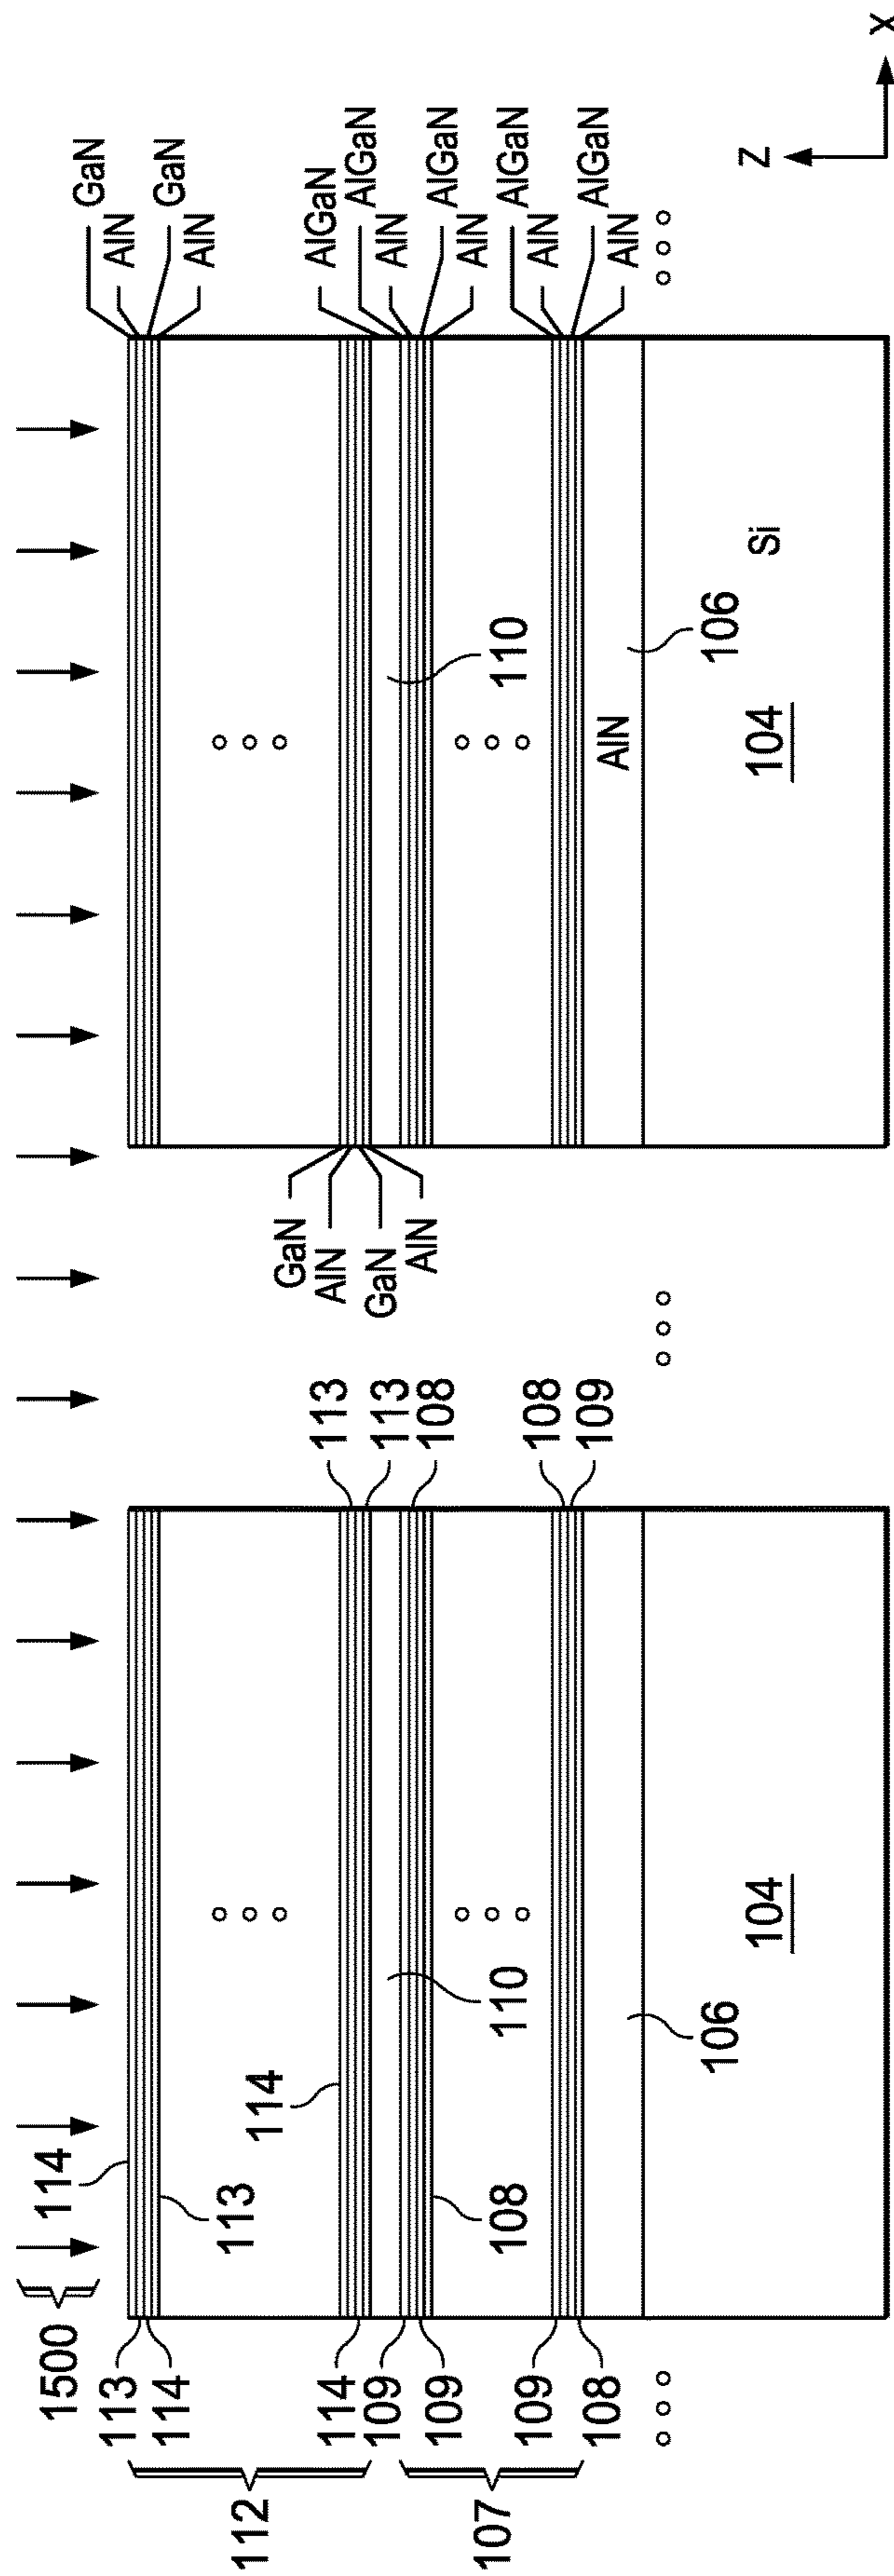 1500
113
114
112
114
109
109
107
109
108
114
113
114
110
108
106
104
113
113
108
108
109
GaN
AlN
GaN
AlN
110
AlN
106
Si
104
GaN
AlN
GaN
AlN
AlGaN
AlGaN
AlN
AlGaN
AlN
AlGaN
AlN
AlGaN
AlN
Z
X